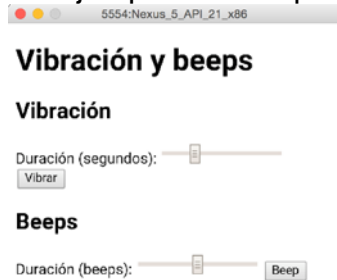 5554:Nexus_5_API_21_x86
Vibración y beeps
Vibración
Duración (segundos):
Vibrar
Beeps
Duración (beeps): Beep